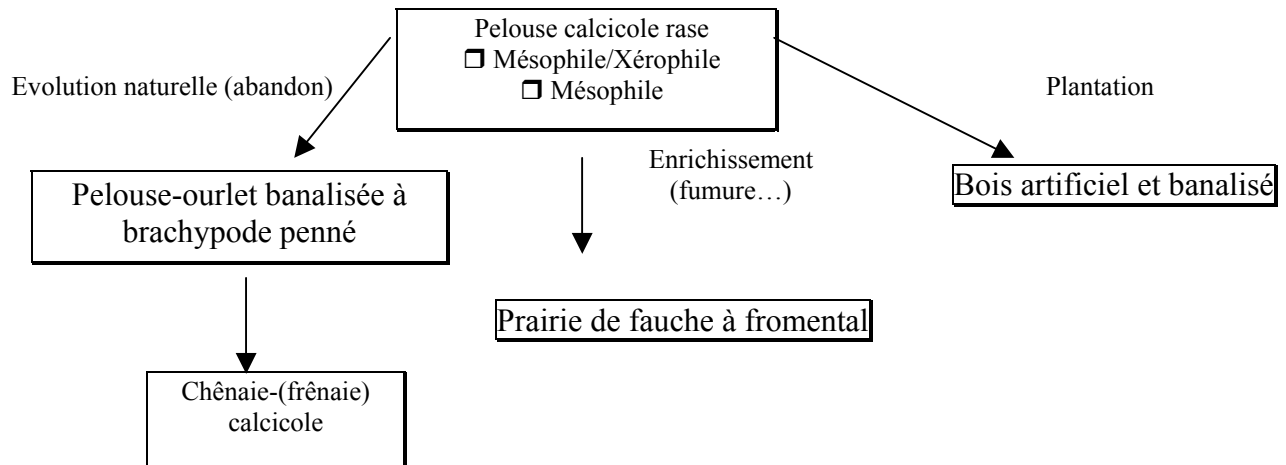 Pelouse calcicole rase
❒ Mésophile/Xérophile
❒ Mésophile
Evolution naturelle (abandon)
Plantation
Enrichissement
(fumure…)
Pelouse-ourlet banalisée à
brachypode penné
Bois artificiel et banalisé
Prairie de fauche à fromental
Chênaie-(frênaie)
calcicole